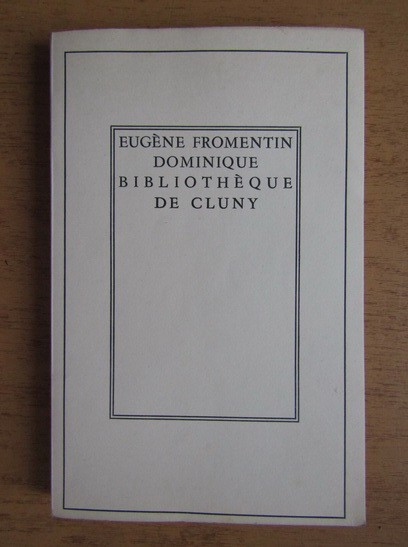 EUGÈNE FROMENTIN
DOMINIQUE
BIBLIOTHÈQUE
DE CLUNY